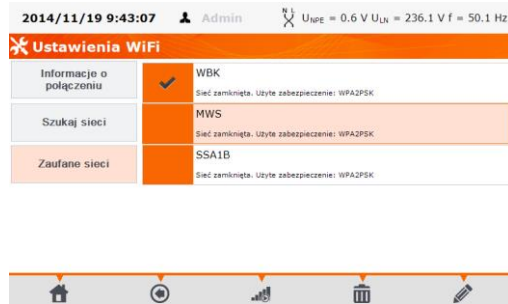 2014/11/19 9:43:07 Admin N L U NPE = 0.6 V U LN = 236.1 V f = 50.1 Hz
Ustawienia WiFi
Informacje o
połączeniu
WBK
Sieć zamknięta. Użyte zabezpieczenie: WPA2PSK
Szukaj sieci
MWS
Sieć zamknięta. Użyte zabezpieczenie: WPA2PSK
Zaufane sieci
SSA1B
Sieć zamknięta. Użyte zabezpieczenie: WPA2PSK